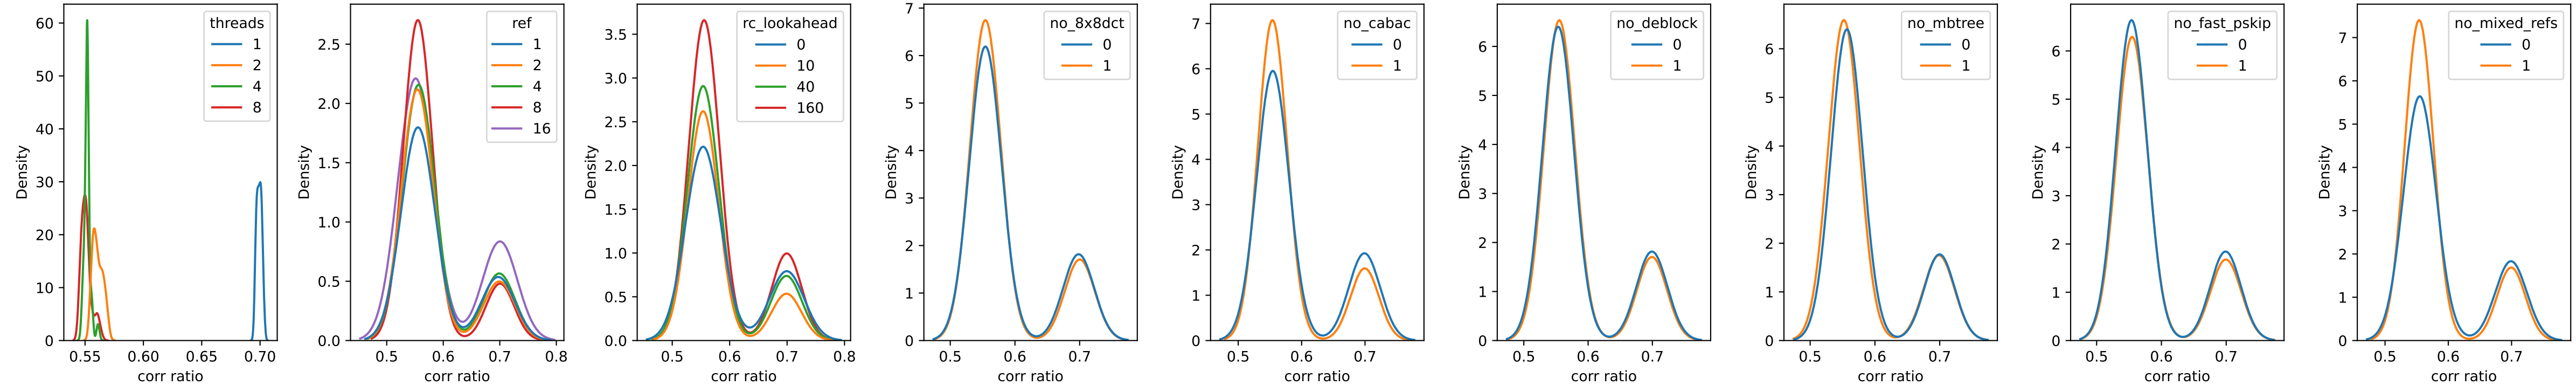 threads
1
2
4
8
60
50
40
30
20
10
0
Density
0.55 0.60 0.65 0.70
corr ratio
ref
1
2
4
8
16
2.5
2.0
1.5
1.0
0.5
0.0
Density
0.5 0.6 0.7 0.8
corr ratio
rc_lookahead
0
10
40
160
3.5
3.0
2.5
2.0
1.5
1.0
0.5
0.0
Density
0.5 0.6 0.7 0.8
corr ratio
no_8x8dct
0
1
7
6
5
4
3
2
1
0
Density
0.5 0.6 0.7
corr ratio
no_cabac
0
1
7
6
5
4
3
2
1
0
Density
0.5 0.6 0.7
corr ratio
no_deblock
0
1
6
5
4
3
2
1
0
Density
0.5 0.6 0.7
corr ratio
no_mbtree
0
1
6
5
4
3
2
1
0
Density
0.5 0.6 0.7
corr ratio
no_fast_pskip
0
1
6
5
4
3
2
1
0
Density
0.5 0.6 0.7
corr ratio
no_mixed_refs
0
1
7
6
5
4
3
2
1
0
Density
0.5 0.6 0.7
corr ratio